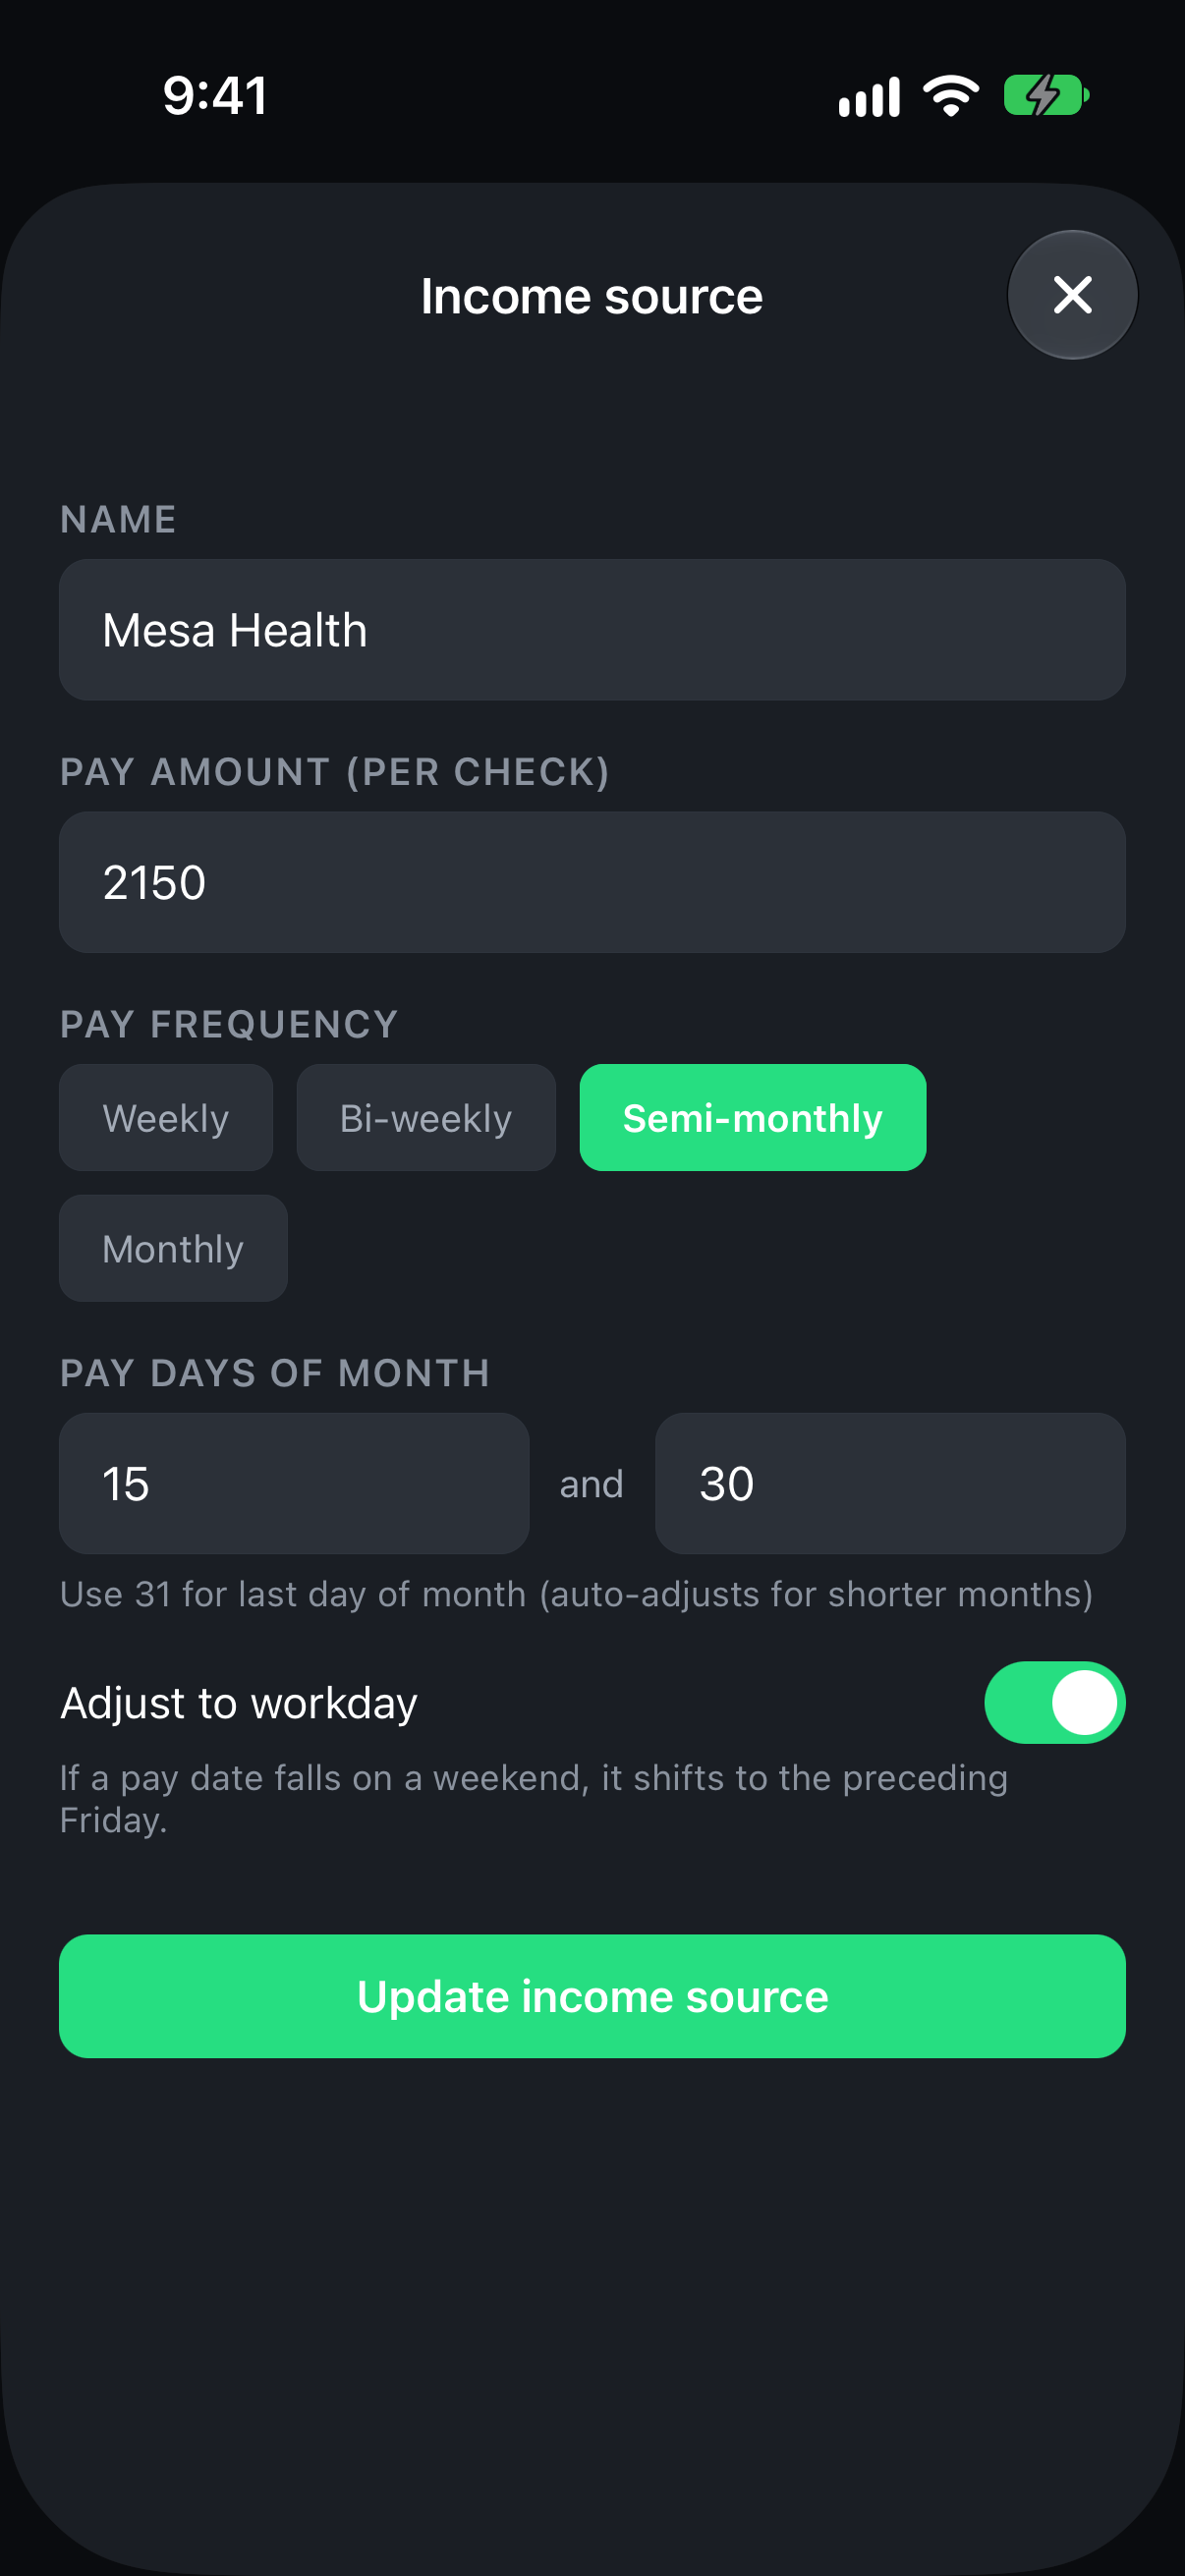 9:41
Income source
NAME
Mesa Health
PAY AMOUNT (PER CHECK)
2150
PAY FREQUENCY
Weekly Bi-weekly Semi-monthly
Monthly
PAY DAYS OF MONTH
15 and 30
Use 31 for last day of month (auto-adjusts for shorter months)
Adjust to workday
If a pay date falls on a weekend, it shifts to the preceding
Friday.
Update income source